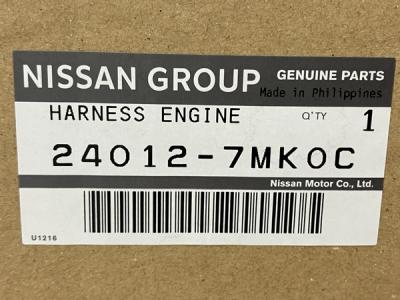 NISSAN GROUP GENUINE PARTS
Made in Philippines
HARNESS ENGINE Q'TY 1
24012-7MK0C
Nissan Motor Co., Ltd.
U1216